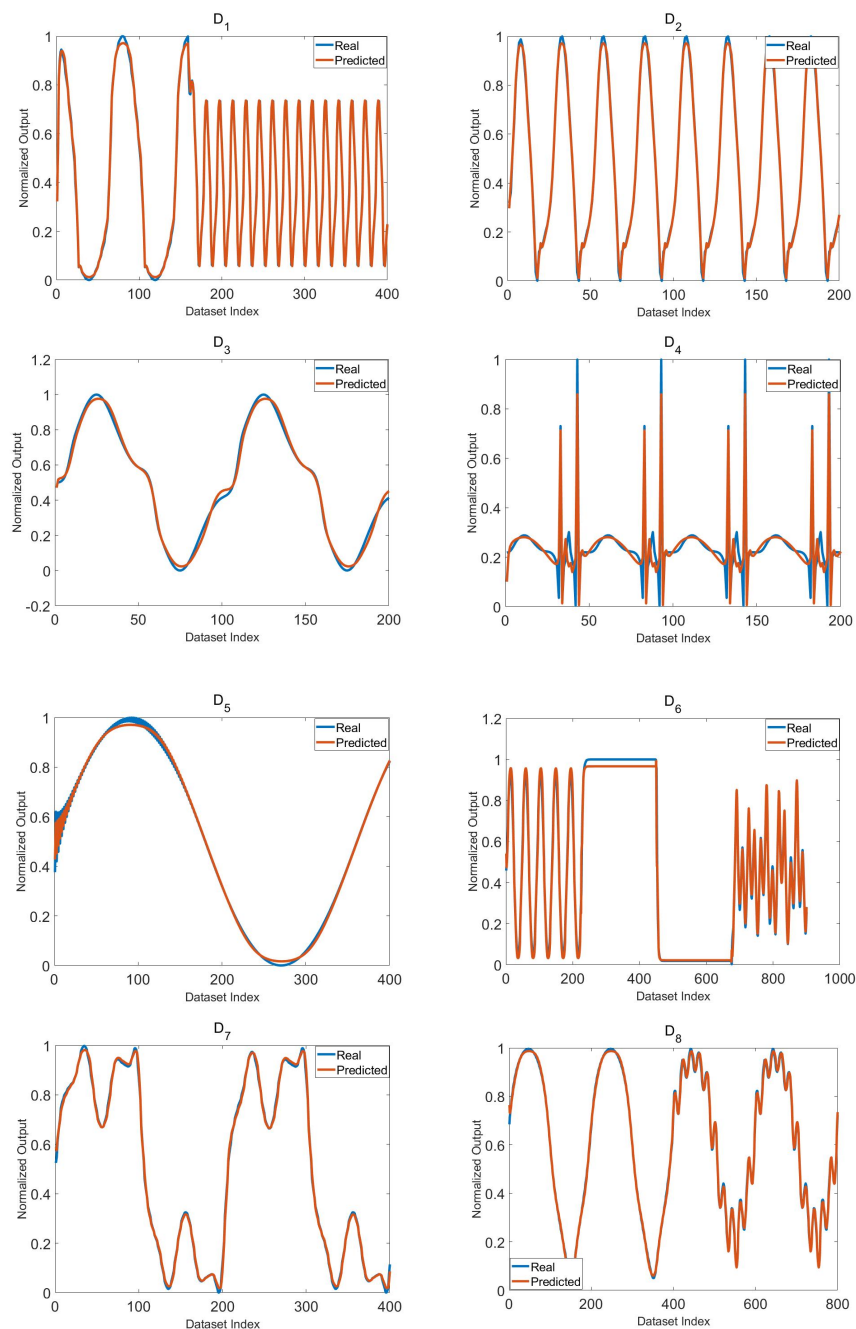 D1
Real
Predicted
Normalized Output
1
0.8
0.6
0.4
0.2
0
0 100 200 300 400
Dataset Index
D2
Real
Predicted
Normalized Output
1
0.8
0.6
0.4
0.2
0
0 50 100 150 200
Dataset Index
D3
Real
Predicted
Normalized Output
1.2
1
0.8
0.6
0.4
0.2
0
-0.2
0 50 100 150 200
Dataset Index
D4
Real
Predicted
Normalized Output
1
0.8
0.6
0.4
0.2
0
0 50 100 150 200
Dataset Index
D5
Real
Predicted
Normalized Output
1
0.8
0.6
0.4
0.2
0
0 100 200 300 400
Dataset Index
D6
Real
Predicted
Normalized Output
1.2
1
0.8
0.6
0.4
0.2
0
0 200 400 600 800 1000
Dataset Index
D7
Real
Predicted
Normalized Output
1
0.8
0.6
0.4
0.2
0
0 100 200 300 400
Dataset Index
D8
Normalized Output
1
0.8
0.6
0.4
0.2
0
Real
Predicted
0 200 400 600 800
Dataset Index